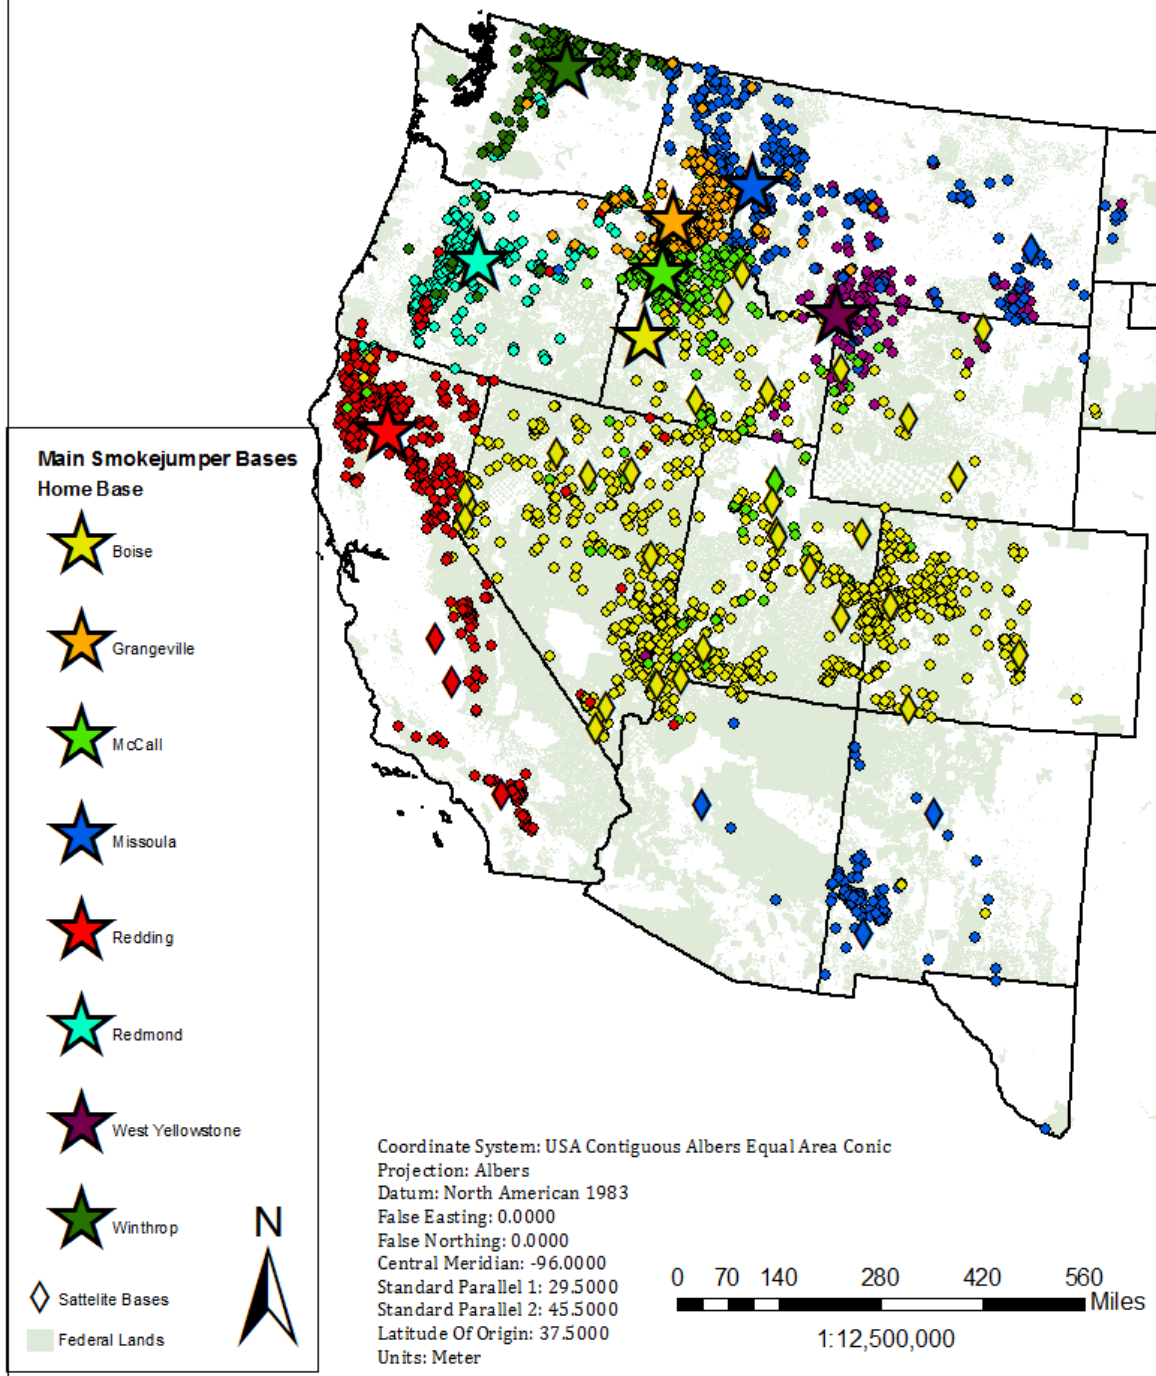 Main Smokejumper Bases
Home Base
Boise
Grangeville
McCall
Missoula
Redding
Redmond
West Yellowstone
Winthrop
N
Sattelite Bases
Federal Lands
Coordinate System: USA Contiguous Albers Equal Area Conic
Projection: Albers
Datum: North American 1983
False Easting: 0.0000
False Northing: 0.0000
Central Meridian: -96.0000
Standard Parallel 1: 29.5000
Standard Parallel 2: 45.5000
Latitude Of Origin: 37.5000
Units: Meter
0 70 140 280 420 560
Miles
1:12,500,000